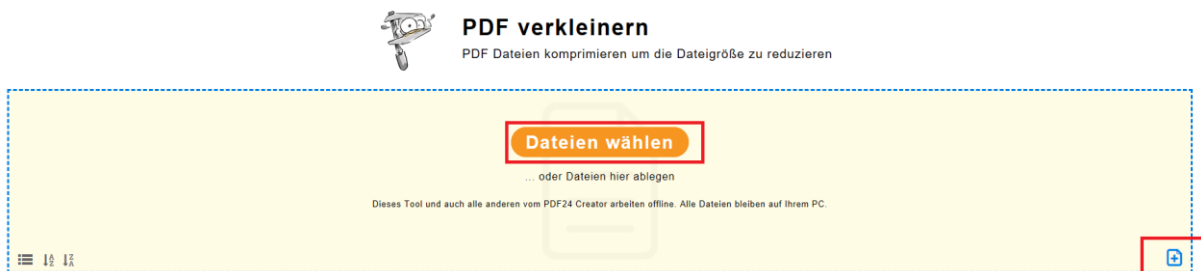 PDF verkleinern
PDF Dateien komprimieren um die Dateigröße zu reduzieren
Dateien wählen
... oder Dateien hier ablegen
Dieses Tool und auch alle anderen vom PDF24 Creator arbeiten offline. Alle Dateien bleiben auf Ihrem PC.